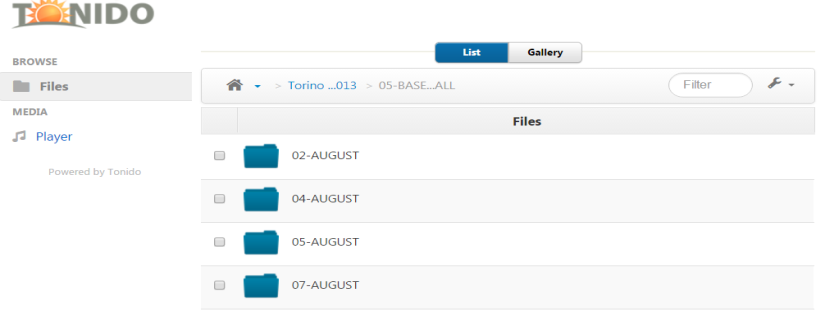 TONIDO
BROWSE
Files
MEDIA
Player
Powered by Tonido
List Gallery
> Torino ...013 > 05-BASE...ALL Filter
Files
02-AUGUST
04-AUGUST
05-AUGUST
07-AUGUST